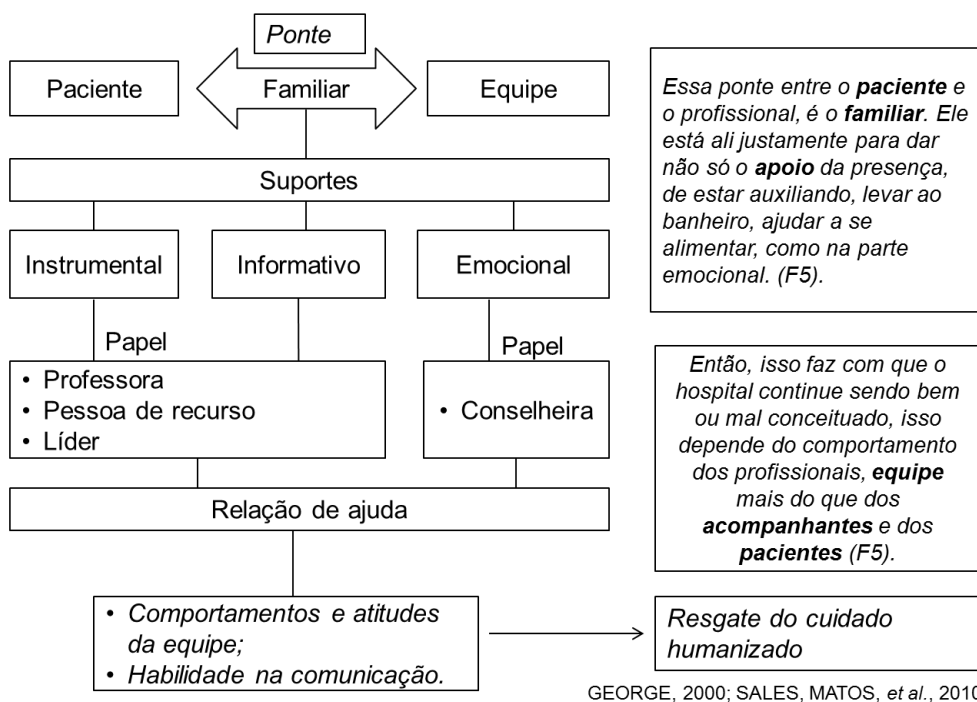 Ponte
Paciente
Familiar
Equipe
Suportes
Instrumental
Informativo
Emocional
Papel
Papel
• Professora
• Pessoa de recurso
• Líder
• Conselheira
Relação de ajuda
• Comportamentos e atitudes
da equipe;
• Habilidade na comunicação.
Essa ponte entre o paciente e
o profissional, é o familiar. Ele
está ali justamente para dar
não só o apoio da presença,
de estar auxiliando, levar ao
banheiro, ajudar a se
alimentar, como na parte
emocional. (F5).
Então, isso faz com que o
hospital continue sendo bem
ou mal conceituado, isso
depende do comportamento
dos profissionais, equipe
mais do que dos
acompanhantes e dos
pacientes (F5).
Resgate do cuidado
humanizado
GEORGE, 2000; SALES, MATOS, et al., 2010